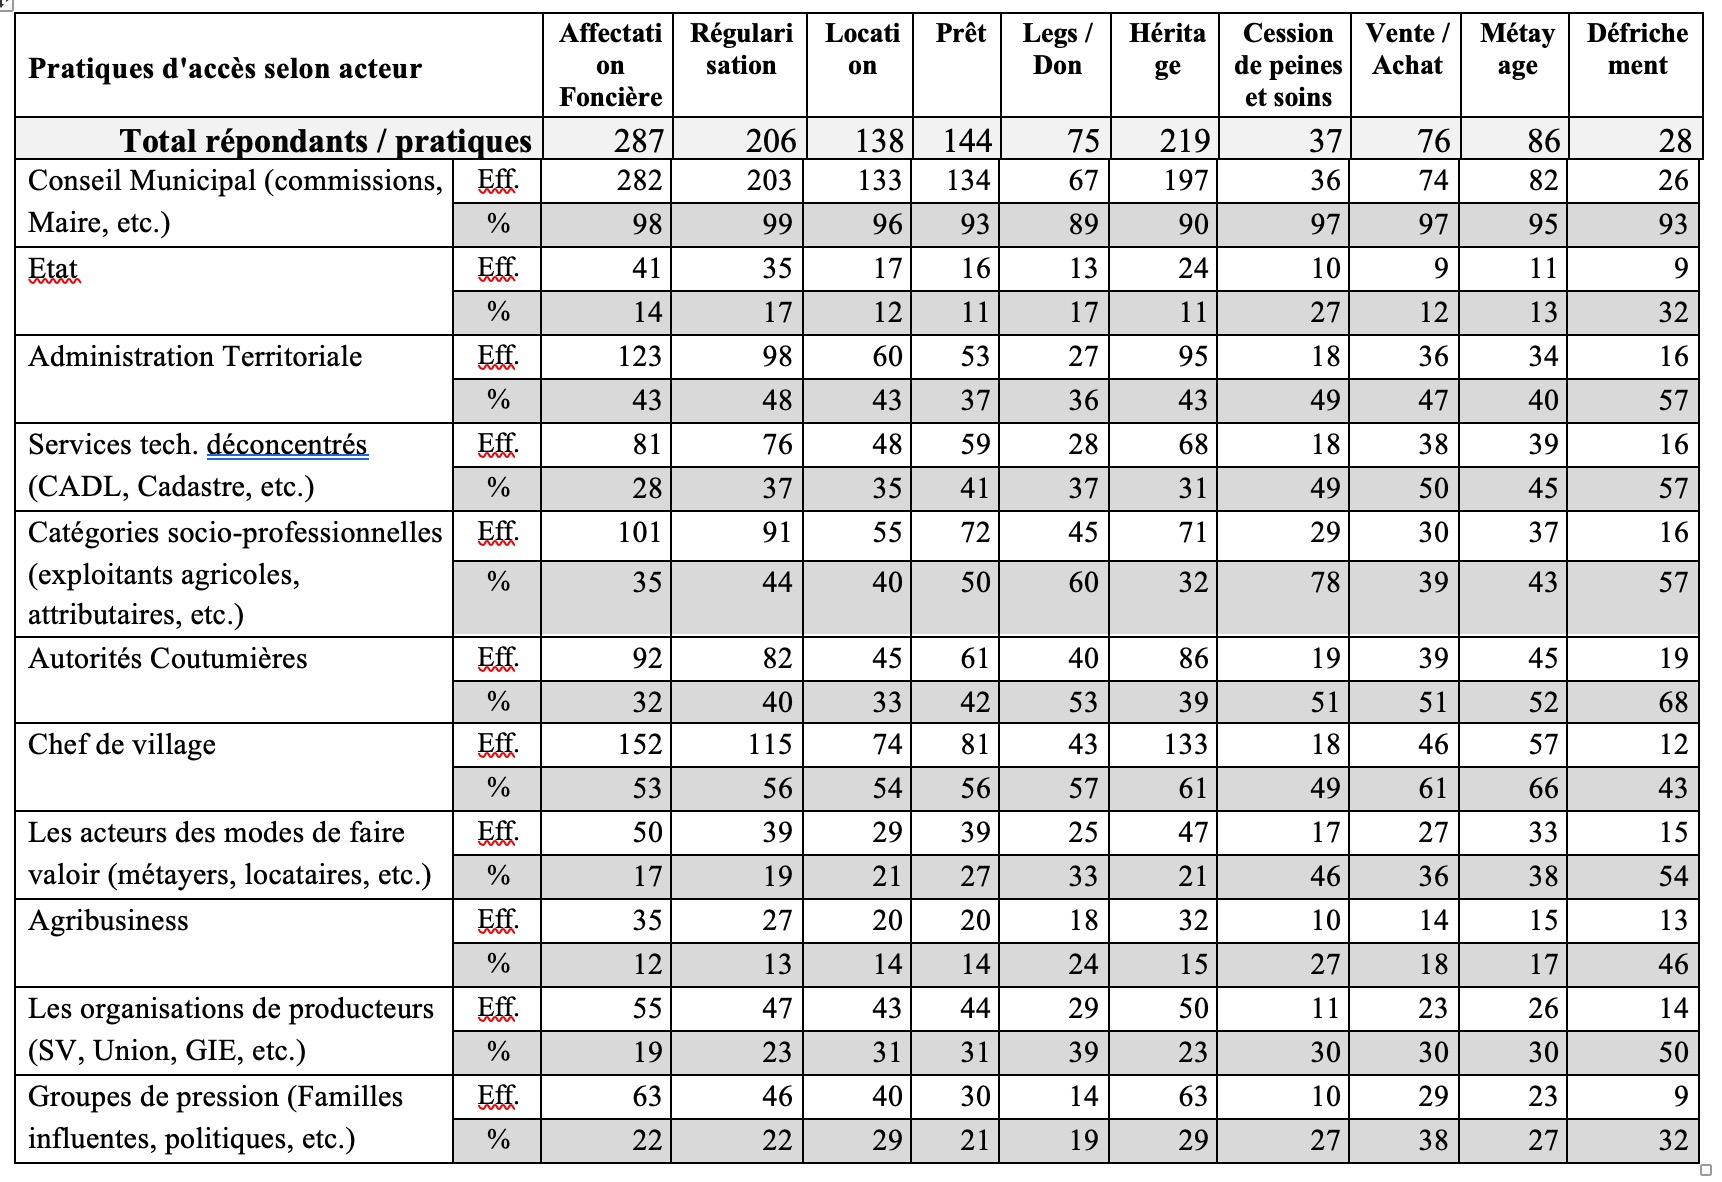 Pratiques d'accès selon acteur | Affectati on Foncière | Régulari sation | Locati on | Prêt | Legs / Don | Hérita ge | Cession de peines et soins | Vente / Achat | Métay age | Défriche ment
Total répondants / pratiques | 287 | 206 | 138 | 144 | 75 | 219 | 37 | 76 | 86 | 28
Conseil Municipal (commissions, | Eff. | 282 | 203 | 133 | 134 | 67 | 197 | 36 | 74 | 82 | 26
Maire, etc.) | % | 98 | 99 | 96 | 93 | 89 | 90 | 97 | 97 | 95 | 93
Etat | Eff. | 41 | 35 | 17 | 16 | 13 | 24 | 10 | 9 | 11 | 9
% | 14 | 17 | 12 | 11 | 17 | 11 | 27 | 12 | 13 | 32
Administration Territoriale | Eff. | 123 | 98 | 60 | 53 | 27 | 95 | 18 | 36 | 34 | 16
% | 43 | 48 | 43 | 37 | 36 | 43 | 49 | 47 | 40 | 57
Services tech. déconcentrés | Eff. | 81 | 76 | 48 | 59 | 28 | 68 | 18 | 38 | 39 | 16
(CADL, Cadastre, etc.) | % | 28 | 37 | 35 | 41 | 37 | 31 | 49 | 50 | 45 | 57
Catégories socio-professionnelles | Eff. | 101 | 91 | 55 | 72 | 45 | 71 | 29 | 30 | 37 | 16
(exploitants agricoles, | % | 35 | 44 | 40 | 50 | 60 | 32 | 78 | 39 | 43 | 57
attributaires, etc.)
Autorités Coutumières | Eff. | 92 | 82 | 45 | 61 | 40 | 86 | 19 | 39 | 45 | 19
% | 32 | 40 | 33 | 42 | 53 | 39 | 51 | 51 | 52 | 68
Chef de village | Eff. | 152 | 115 | 74 | 81 | 43 | 133 | 18 | 46 | 57 | 12
% | 53 | 56 | 54 | 56 | 57 | 61 | 49 | 61 | 66 | 43
Les acteurs des modes de faire | Eff. | 50 | 39 | 29 | 39 | 25 | 47 | 17 | 27 | 33 | 15
valoir (métayers, locataires, etc.) | % | 17 | 19 | 21 | 27 | 33 | 21 | 46 | 36 | 38 | 54
Agribusiness | Eff. | 35 | 27 | 20 | 20 | 18 | 32 | 10 | 14 | 15 | 13
% | 12 | 13 | 14 | 14 | 24 | 15 | 27 | 18 | 17 | 46
Les organisations de producteurs | Eff. | 55 | 47 | 43 | 44 | 29 | 50 | 11 | 23 | 26 | 14
(SV, Union, GIE, etc.) | % | 19 | 23 | 31 | 31 | 39 | 23 | 30 | 30 | 30 | 50
Groupes de pression (Familles | Eff. | 63 | 46 | 40 | 30 | 14 | 63 | 10 | 29 | 23 | 9
influentes, politiques, etc.) | % | 22 | 22 | 29 | 21 | 19 | 29 | 27 | 38 | 27 | 32